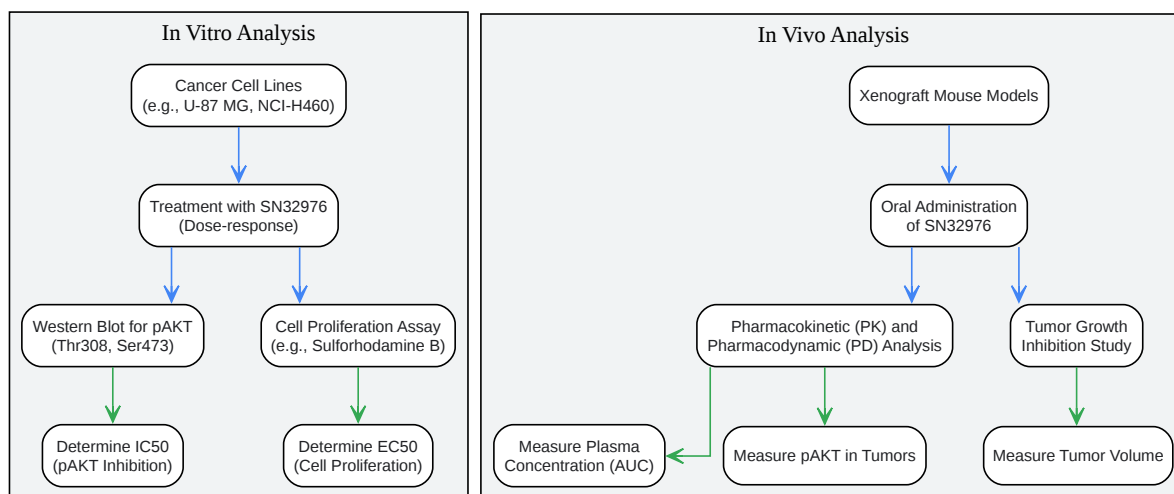 In Vitro Analysis
Cancer Cell Lines
(e.g., U-87 MG, NCI-H460)
Treatment with SN32976
(Dose-response)
Western Blot for pAKT
(Thr308, Ser473)
Cell Proliferation Assay
(e.g., Sulforhodamine B)
Determine IC50
(pAKT Inhibition)
Determine EC50
(Cell Proliferation)
In Vivo Analysis
Xenograft Mouse Models
Oral Administration
of SN32976
Pharmacokinetic (PK) and
Pharmacodynamic (PD) Analysis
Tumor Growth
Inhibition Study
Measure Plasma
Concentration (AUC)
Measure pAKT in Tumors
Measure Tumor Volume